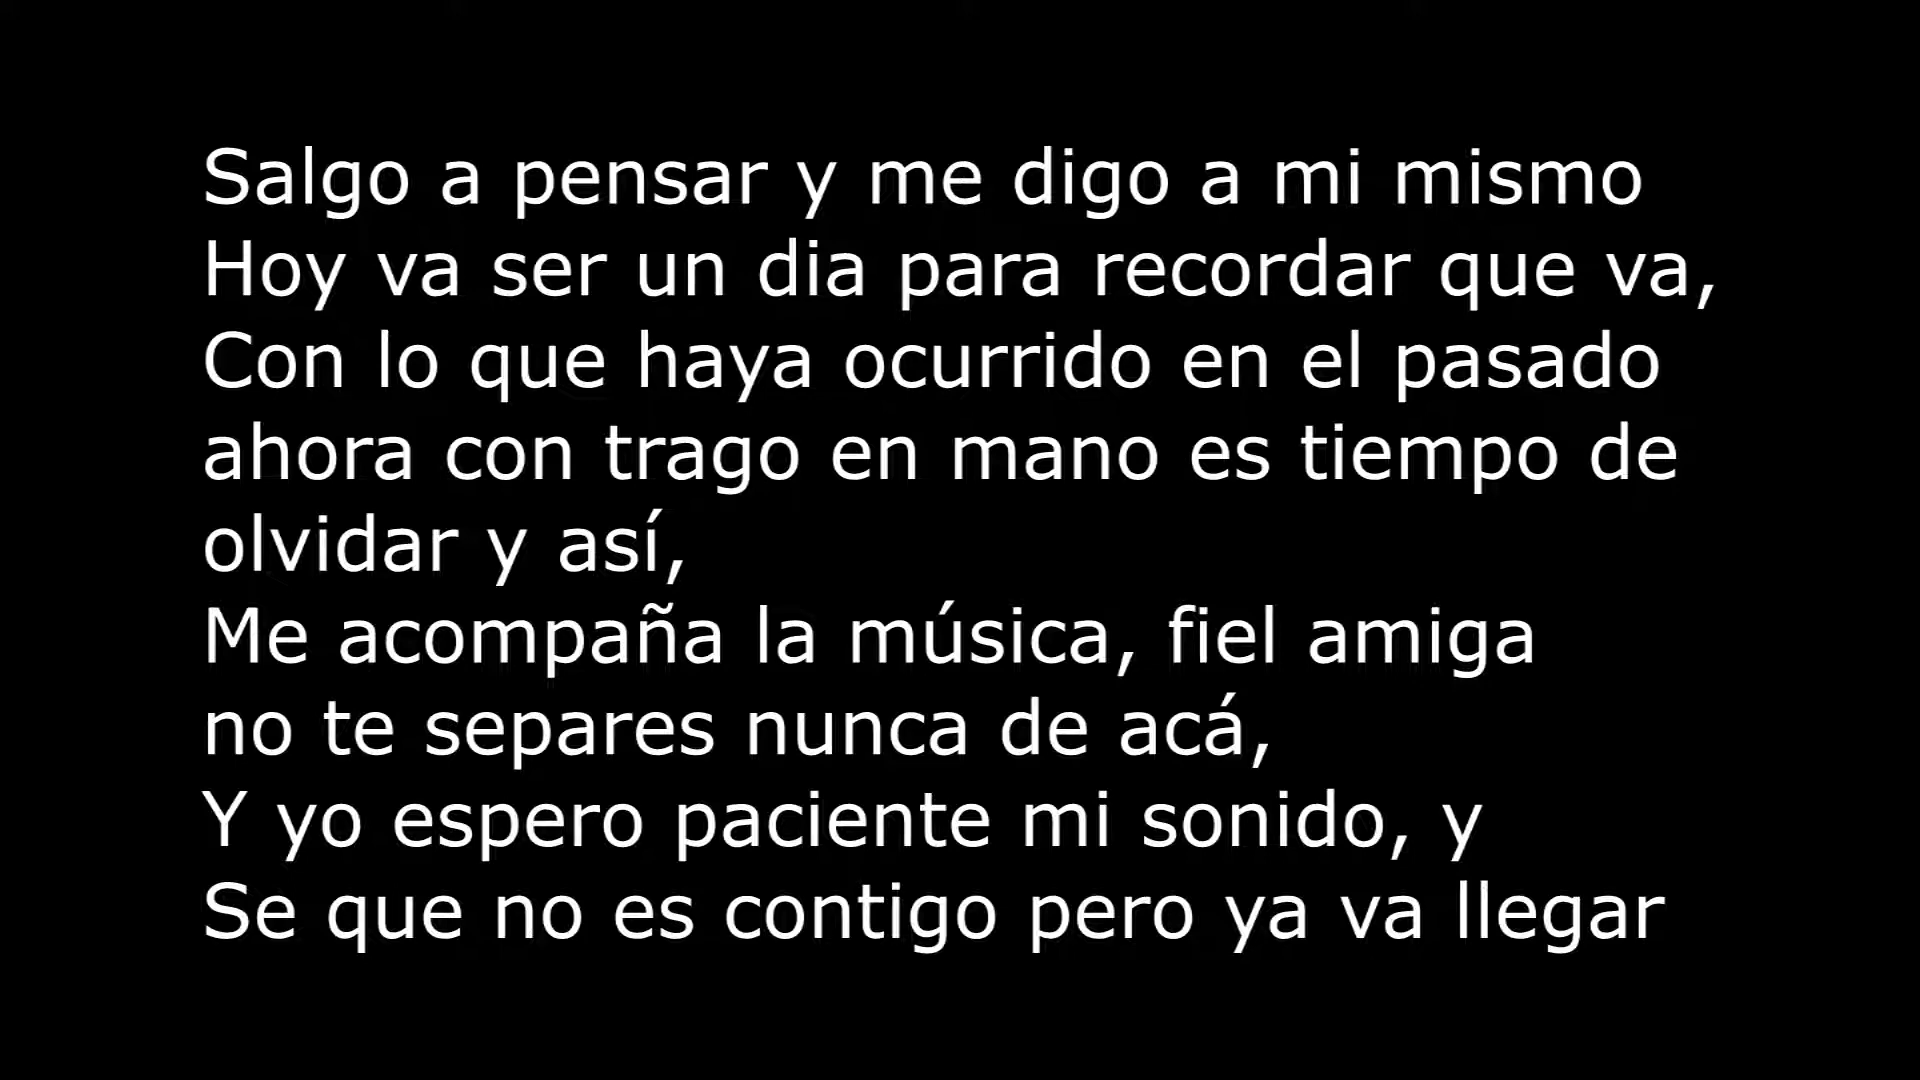 Salgo a pensar y me digo a mi mismo
Hoy va ser un dia para recordar que va,
Con lo que haya ocurrido en el pasado
ahora con trago en mano es tiempo de
olvidar y así,
Me acompaña la música, fiel amiga
no te separes nunca de acá,
Y yo espero paciente mi sonido, y
Se que no es contigo pero ya va llegar